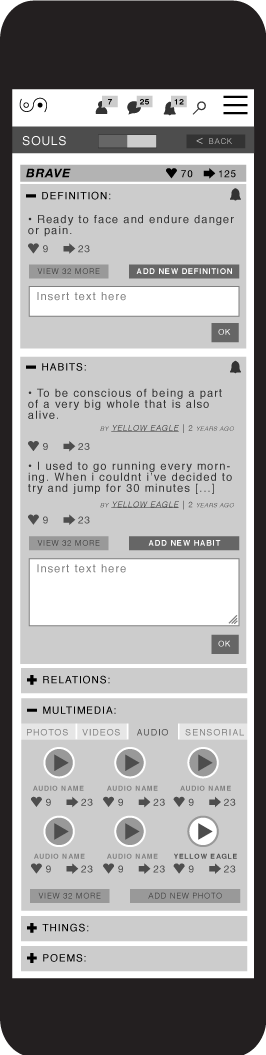 7 25 12
SOULS < BACK
BRAVE 70 125
DEFINITION:
• Ready to face and endure danger
or pain.
9 23
VIEW 32 MORE ADD NEW DEFINITION
Insert text here
OK
HABITS:
• To be conscious of being a part
of a very big whole that is also
alive.
BY YELLOW EAGLE | 2 YEARS AGO
9 23
• I used to go running every morn-
ing. When i couldnt i've decided to
try and jump for 30 minutes [...]
BY YELLOW EAGLE | 2 YEARS AGO
9 23
VIEW 32 MORE ADD NEW HABIT
Insert text here
OK
RELATIONS:
MULTIMEDIA:
PHOTOS VIDEOS AUDIO SENSORIAL
AUDIO NAME AUDIO NAME AUDIO NAME
9 23 9 23 9 23
AUDIO NAME AUDIO NAME YELLOW EAGLE
9 23 9 23 9 23
VIEW 32 MORE ADD NEW PHOTO
THINGS:
POEMS: